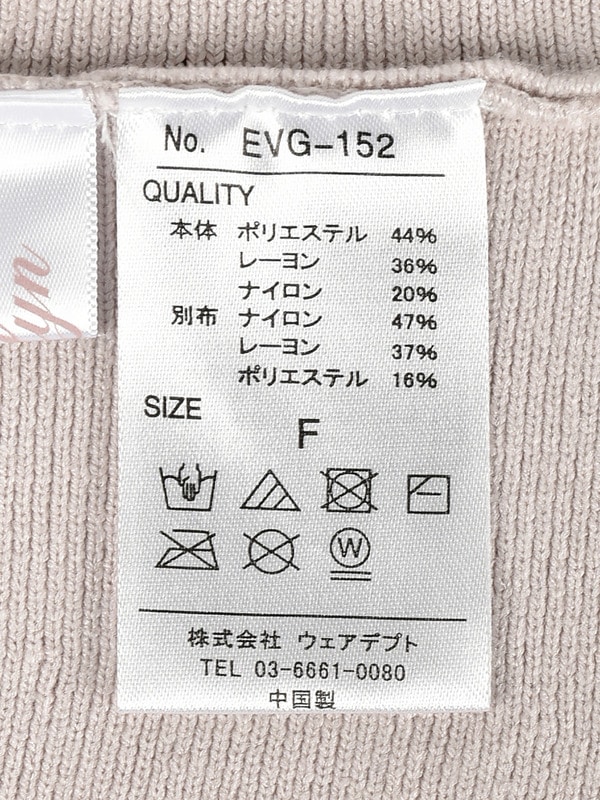 No. EVG-152
QUALITY
本体 ポリエステル 44%
レーヨン 36%
ナイロン 20%
別布 ナイロン 47%
レーヨン 37%
ポリエステル 16%
SIZE
F
W
株式会社 ウェアデプト
TEL 03-6661-0080
中国製